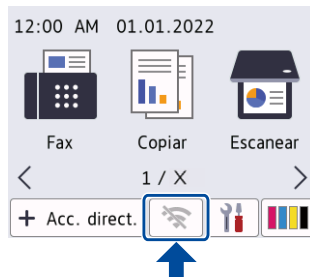 12:00 AM 01.01.2022
Fax Copiar Escanear
< 1 / X >
+ Acc. direct.